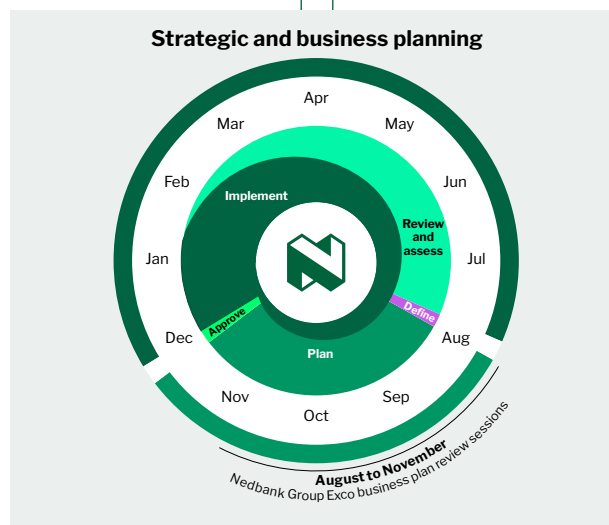 Strategic and business planning
Apr
May
Jun
Jul
Aug
Sep
Oct
Nov
Dec
Jan
Feb
Mar
Implement
Review
and
assess
Define
Plan
Approve
August to November
Nedbank Group Exco business plan review sessions